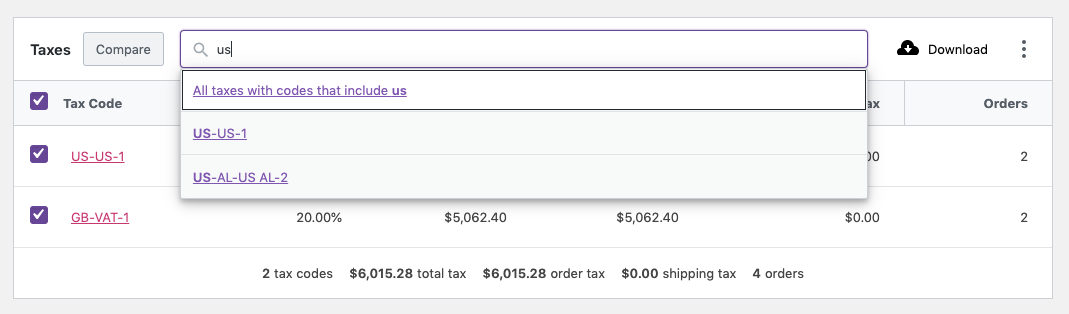 Taxes Compare us Download
All taxes with codes that include us
Tax Code Orders
US-US-1
US-US-1 2
US-AL-US AL-2
GB-VAT-1 20.00% $5,062.40 $5,062.40 $0.00 2
2 tax codes $6,015.28 total tax $6,015.28 order tax $0.00 shipping tax 4 orders